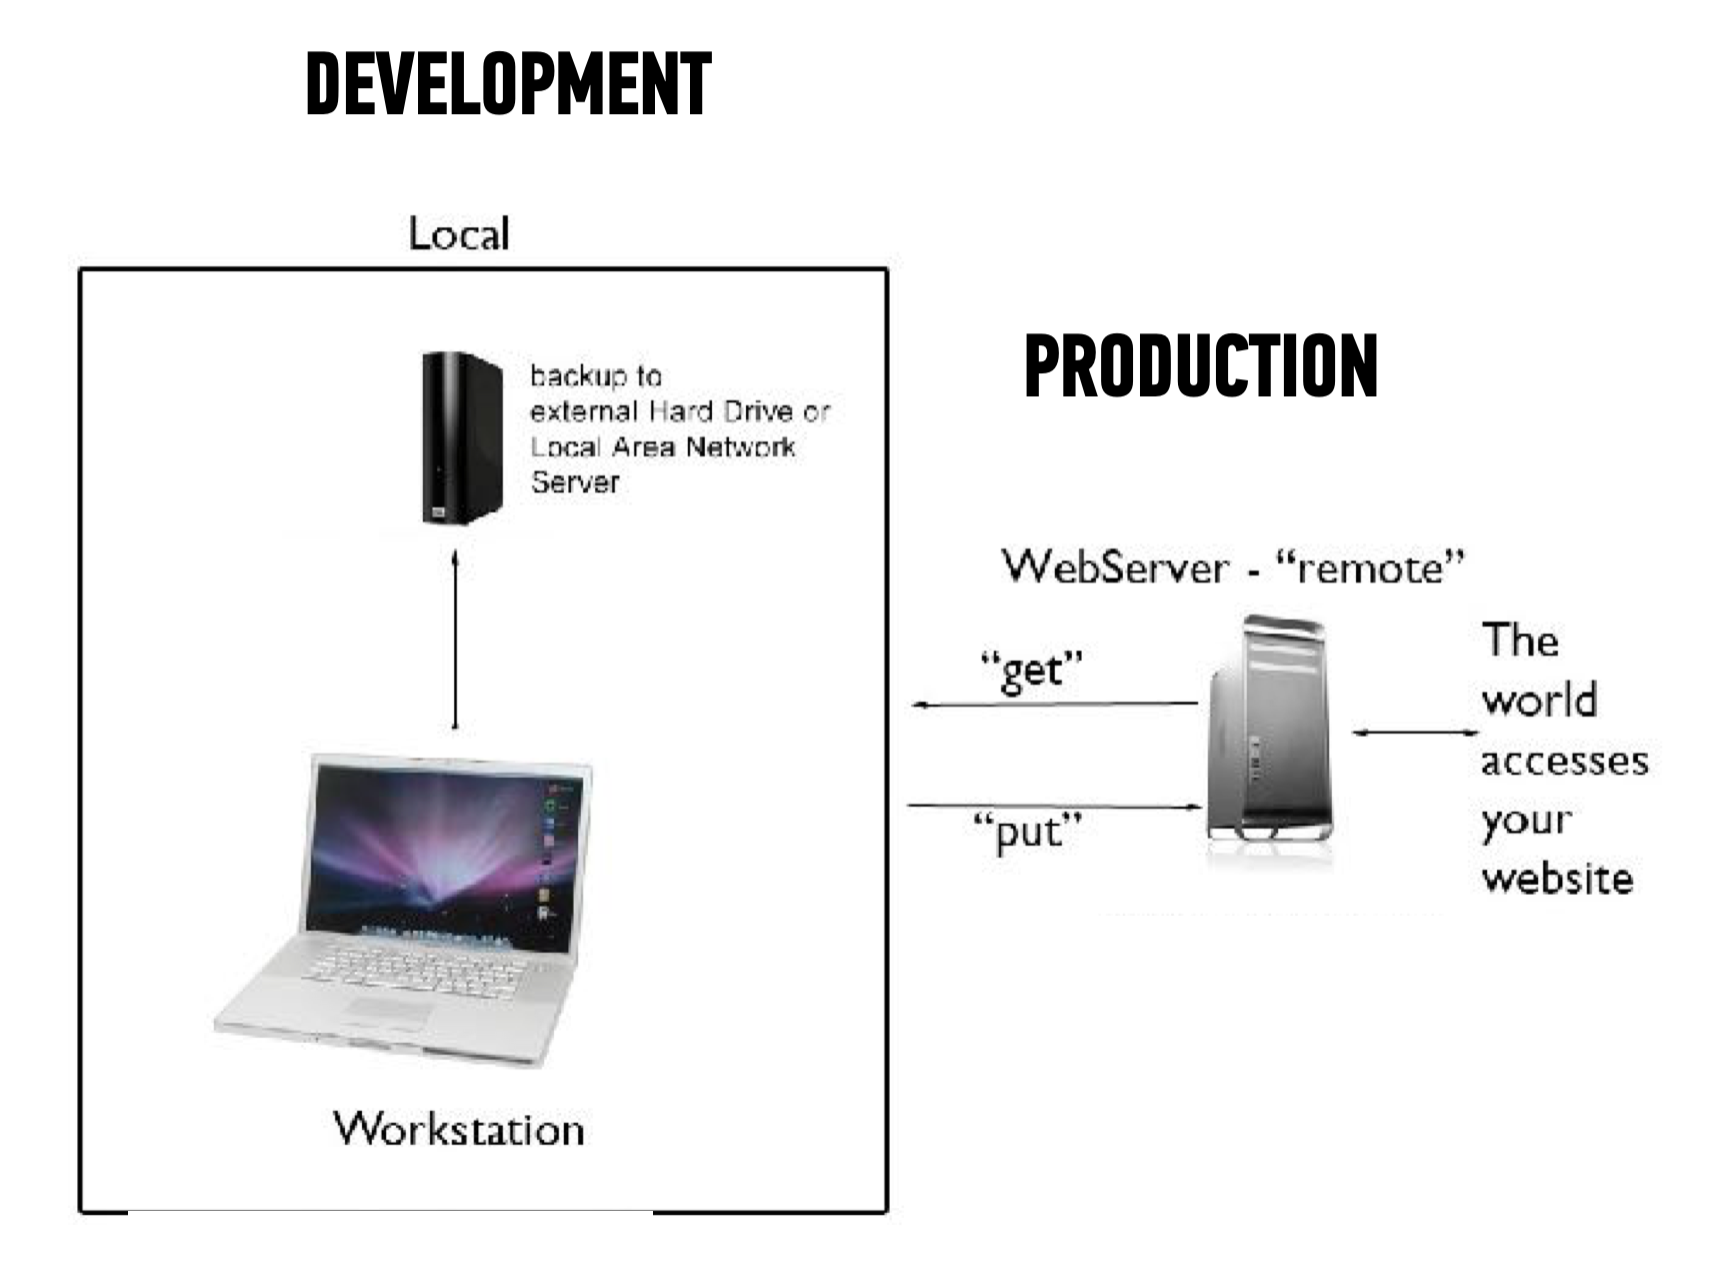 DEVELOPMENT
Local
backup to
external Hard Drive or
Local Area Network
Server
Workstation
PRODUCTION
WebServer - “remote”
“get”
“put”
The
world
accesses
your
website